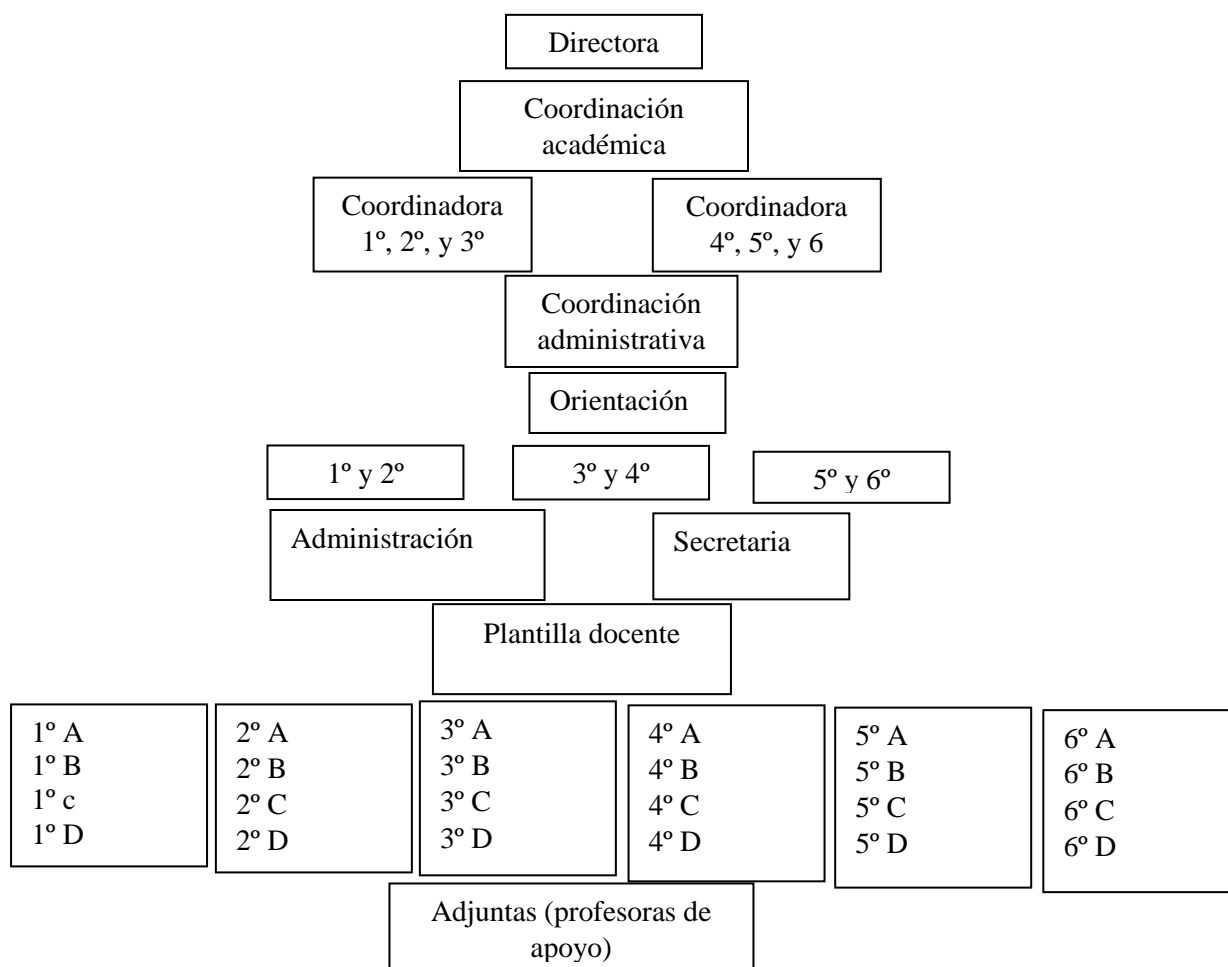 Directora
Coordinación
académica
Coordinadora
1º, 2º, y 3º
Coordinadora
4º, 5º, y 6
Coordinación
administrativa
Orientación
1º y 2º
3º y 4º
5º y 6º
Administración
Secretaria
Plantilla docente
1º A
1º B
1º c
1º D
2º A
2º B
2º C
2º D
3º A
3º B
3º C
3º D
4º A
4º B
4º C
4º D
5º A
5º B
5º C
5º D
6º A
6º B
6º C
6º D
Adjuntas (profesoras de
apoyo)